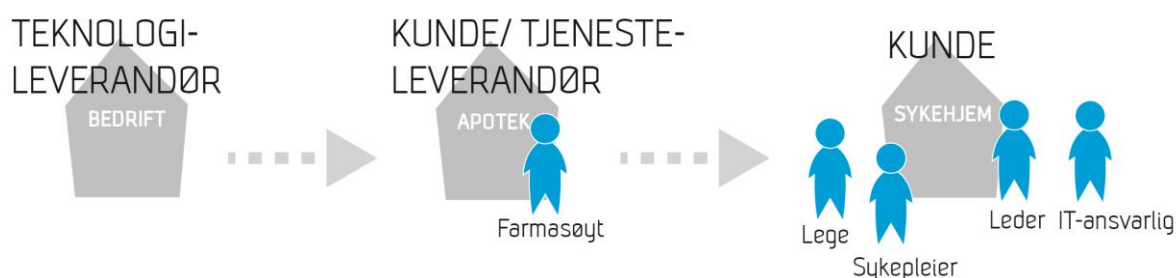 TEKNOLOGI-
LEVERANDØR
BEDRIFT
KUNDE/ TJENESTE-
LEVERANDØR
APOTEK
Farmasøyt
KUNDE
SYKEHJEM
Lege
Sykepleier
Leder
IT-ansvarlig